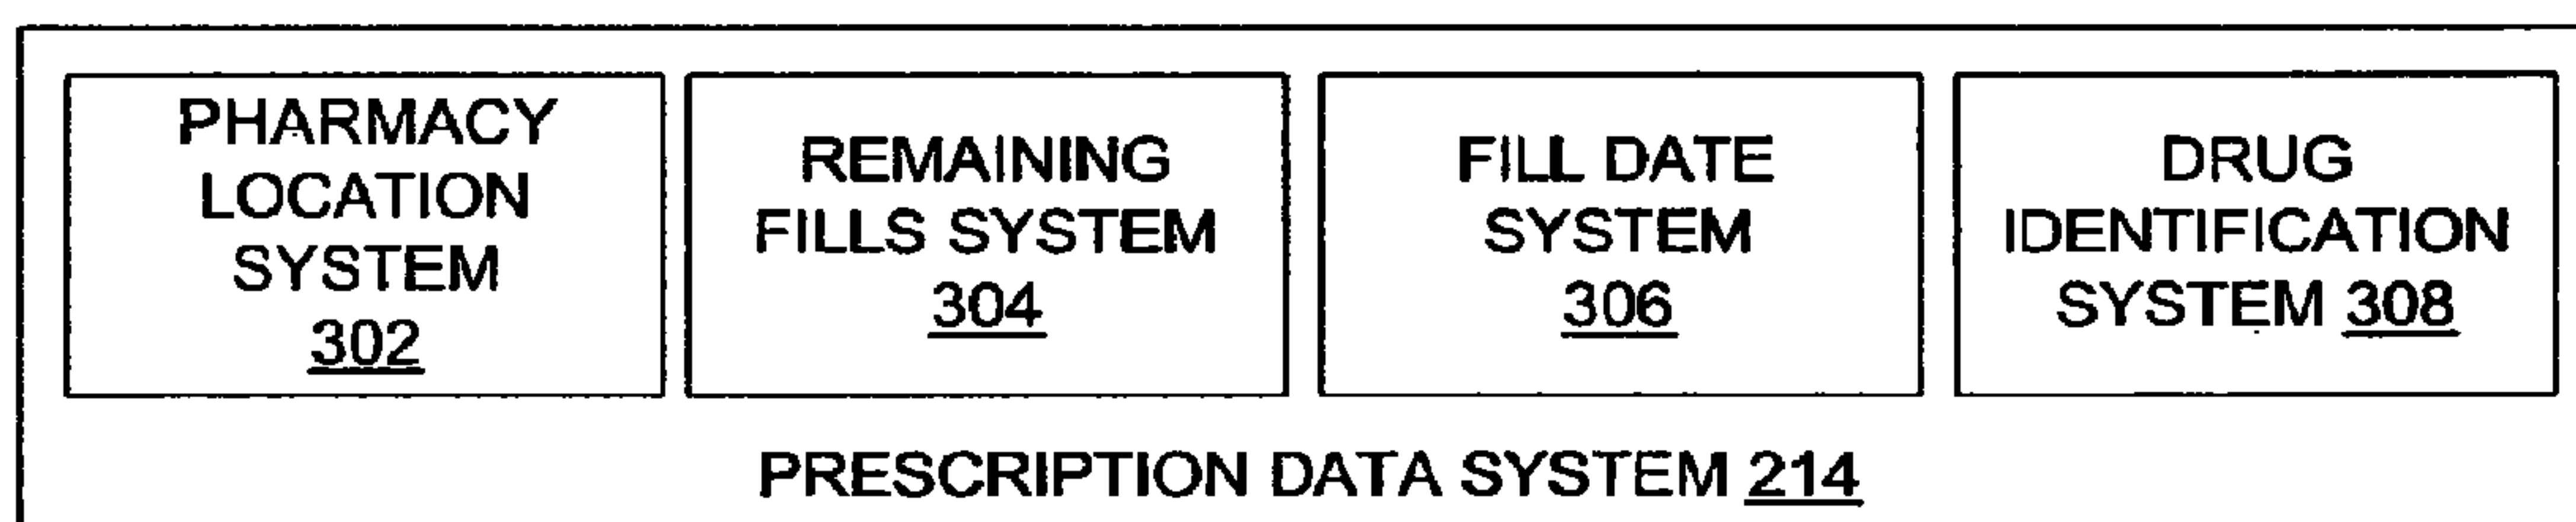 PHARMACY
LOCATION
SYSTEM
302
REMAINING
FILLS SYSTEM
304
FILL DATE
SYSTEM
306
DRUG
IDENTIFICATION
SYSTEM 308
PRESCRIPTION DATA SYSTEM 214